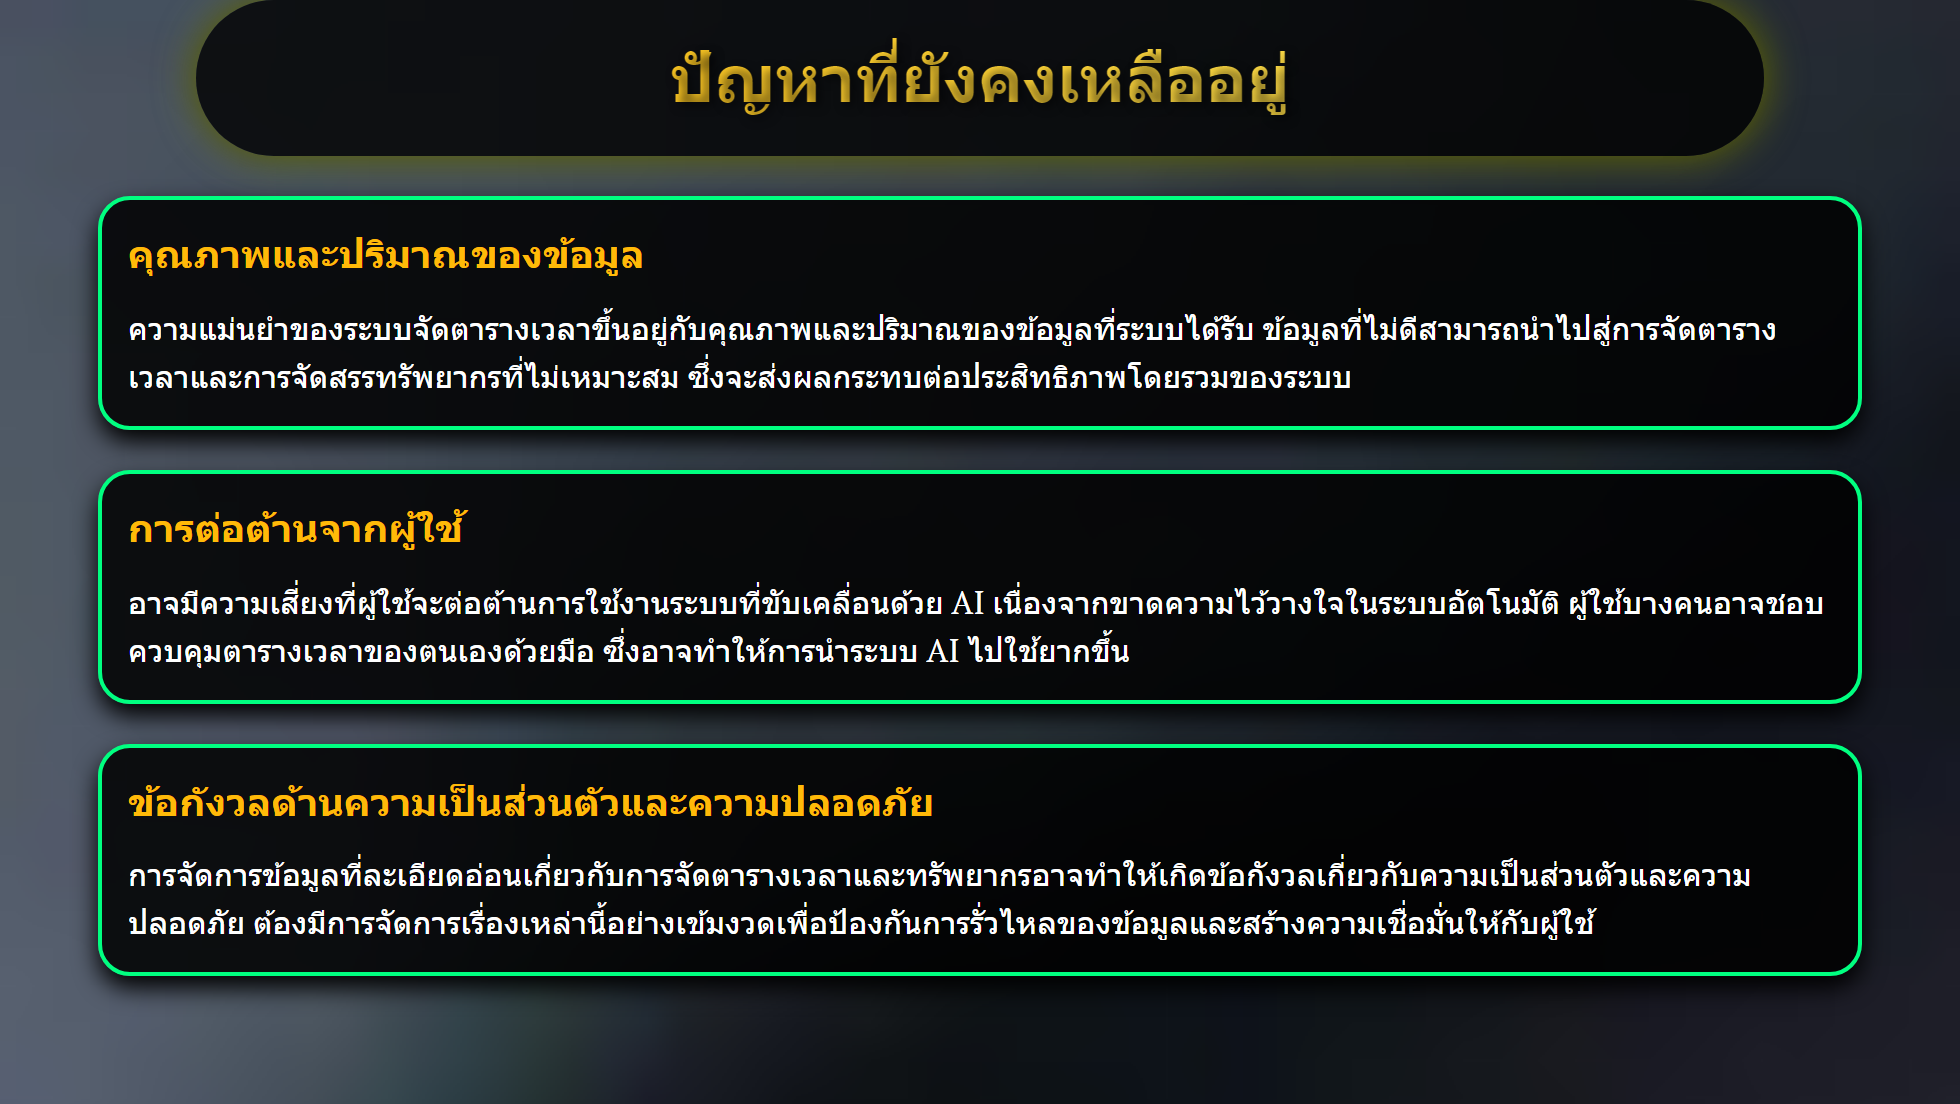 ปัญหาที่ยังคงเหลืออยู่
คุณภาพและปริมาณของข้อมูล
ความแม่นยำของระบบจัดตารางเวลาขึ้นอยู่กับคุณภาพและปริมาณของข้อมูลที่ระบบได้รับ ข้อมูลที่ไม่ดีสามารถนำไปสู่การจัดตาราง
เวลาและการจัดสรรทรัพยากรที่ไม่เหมาะสม ซึ่งจะส่งผลกระทบต่อประสิทธิภาพโดยรวมของระบบ
การต่อต้านจากผู้ใช้
อาจมีความเสี่ยงที่ผู้ใช้จะต่อต้านการใช้งานระบบที่ขับเคลื่อนด้วย AI เนื่องจากขาดความไว้วางใจในระบบอัตโนมัติ ผู้ใช้บางคนอาจชอบ
ควบคุมตารางเวลาของตนเองด้วยมือ ซึ่งอาจทำให้การนำระบบ AI ไปใช้ยากขึ้น
ข้อกังวลด้านความเป็นส่วนตัวและความปลอดภัย
การจัดการข้อมูลที่ละเอียดอ่อนเกี่ยวกับการจัดตารางเวลาและทรัพยากรอาจทำให้เกิดข้อกังวลเกี่ยวกับความเป็นส่วนตัวและความ
ปลอดภัย ต้องมีการจัดการเรื่องเหล่านี้อย่างเข้มงวดเพื่อป้องกันการรั่วไหลของข้อมูลและสร้างความเชื่อมั่นให้กับผู้ใช้